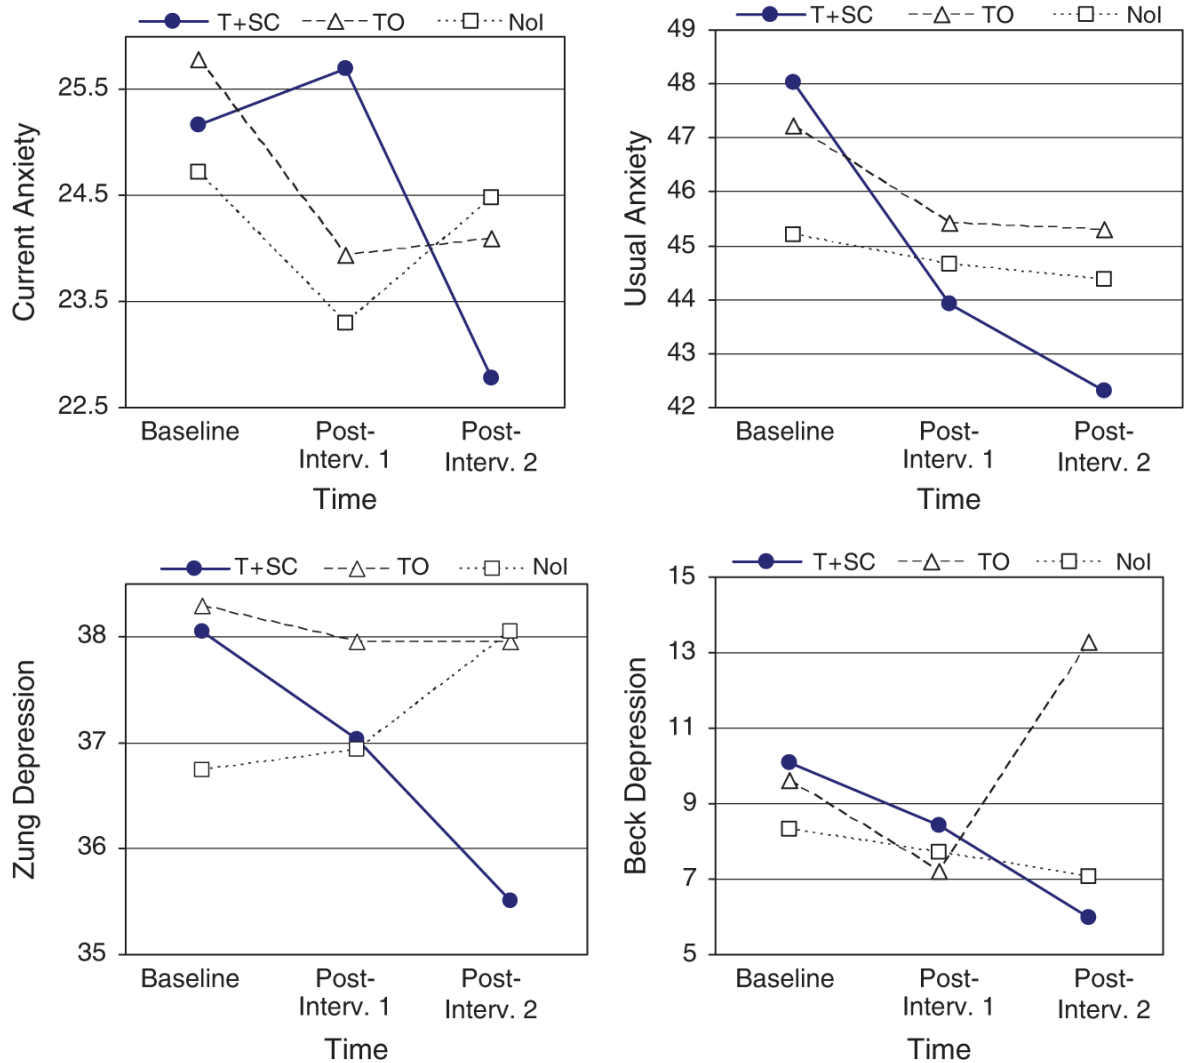 T+SC TO NoI
Current Anxiety
25.5
24.5
23.5
22.5
Baseline Post-Interv. 1 Post-Interv. 2
Time
T+SC TO NoI
Usual Anxiety
49
48
47
46
45
44
43
42
Baseline Post-Interv. 1 Post-Interv. 2
Time
T+SC TO NoI
Zung Depression
38
37
36
35
Baseline Post-Interv. 1 Post-Interv. 2
Time
T+SC TO NoI
Beck Depression
15
13
11
9
7
5
Baseline Post-Interv. 1 Post-Interv. 2
Time